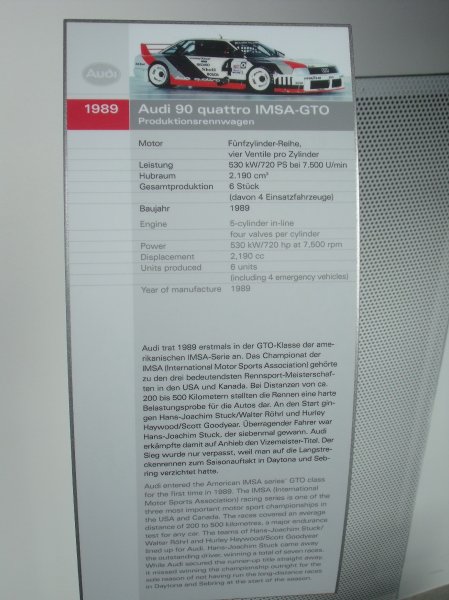 Audi
1989
Audi 90 quattro IMSA-GTO
Produktionsrennwagen
Motor Fünfzylinder-Reihe,
vier Ventile pro Zylinder
Leistung 530 kW/720 PS bei 7.500 U/min
Hubraum 2.190 cm³
Gesamtproduktion 6 Stück
(davon 4 Einsatzfahrzeuge)
Baujahr 1989
Engine 5-cylinder in-line
four valves per cylinder
Power 530 kW/720 hp at 7.500 rpm
Displacement 2,190 cc
Units produced 6 units
(including 4 emergency vehicles)
Year of manufacture 1989
Audi trat 1989 erstmals in der GTO-Klasse der ame-
rikanischen IMSA-Serie an. Das Championat der
IMSA (International Motor Sports Association) gehörte
zu den drei bedeutendsten Rennsport-Meisterschaf-
ten in den USA und Kanada. Bei Distanzen von ca.
200 bis 500 Kilometern stellten die Rennen eine harte
Belastungsprobe für die Autos dar. An den Start gin-
gen Hans-Joachim Stuck/Walter Röhrl und Hurley
Haywood/Scott Goodyear. Überragender Fahrer war
Hans-Joachim Stuck, der siebenmal gewann. Audi
erkämpfte damit auf Anhieb den Vizemeister-Titel. Der
Sieg wurde nur verpasst, weil man auf die Langstre-
ckenrennen zum Saisonauftakt in Daytona und Seb-
ring verzichtet hatte.
Audi entered the American IMSA series' GTO class
for the first time in 1989. The IMSA (International
Motor Sports Association) racing series is one of the
three most important motor sport championships in
the USA and Canada. The races covered an average
distance of 200 to 500 kilometres, a major endurance
test for any car. The teams of Hans-Joachim Stuck/
Walter Röhrl and Hurley Haywood/Scott Goodyear
lined up for Audi. Hans-Joachim Stuck came away
the outstanding driver, winning a total of seven races.
While Audi secured the runner-up title straight away,
it missed winning the championship outright for the
sole reason of not having run the long-distance races
in Daytona and Sebring at the start of the season.